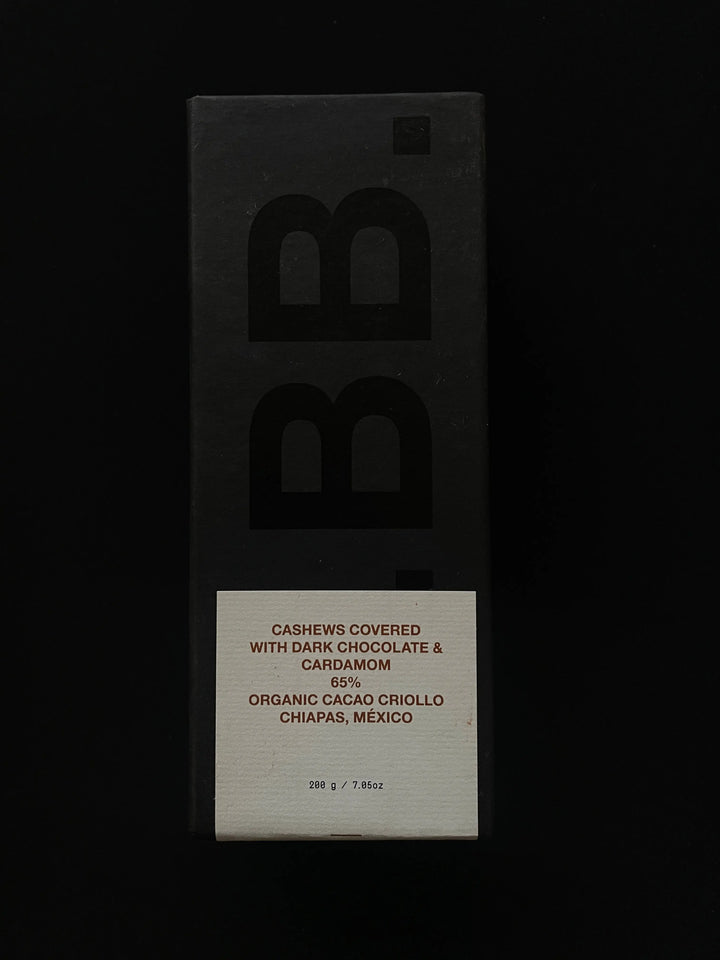 .BB.
CASHEWS COVERED
WITH DARK CHOCOLATE &
CARDAMOM
65%
ORGANIC CACAO CRIOLLO
CHIAPAS, MÉXICO
200 g / 7.05oz